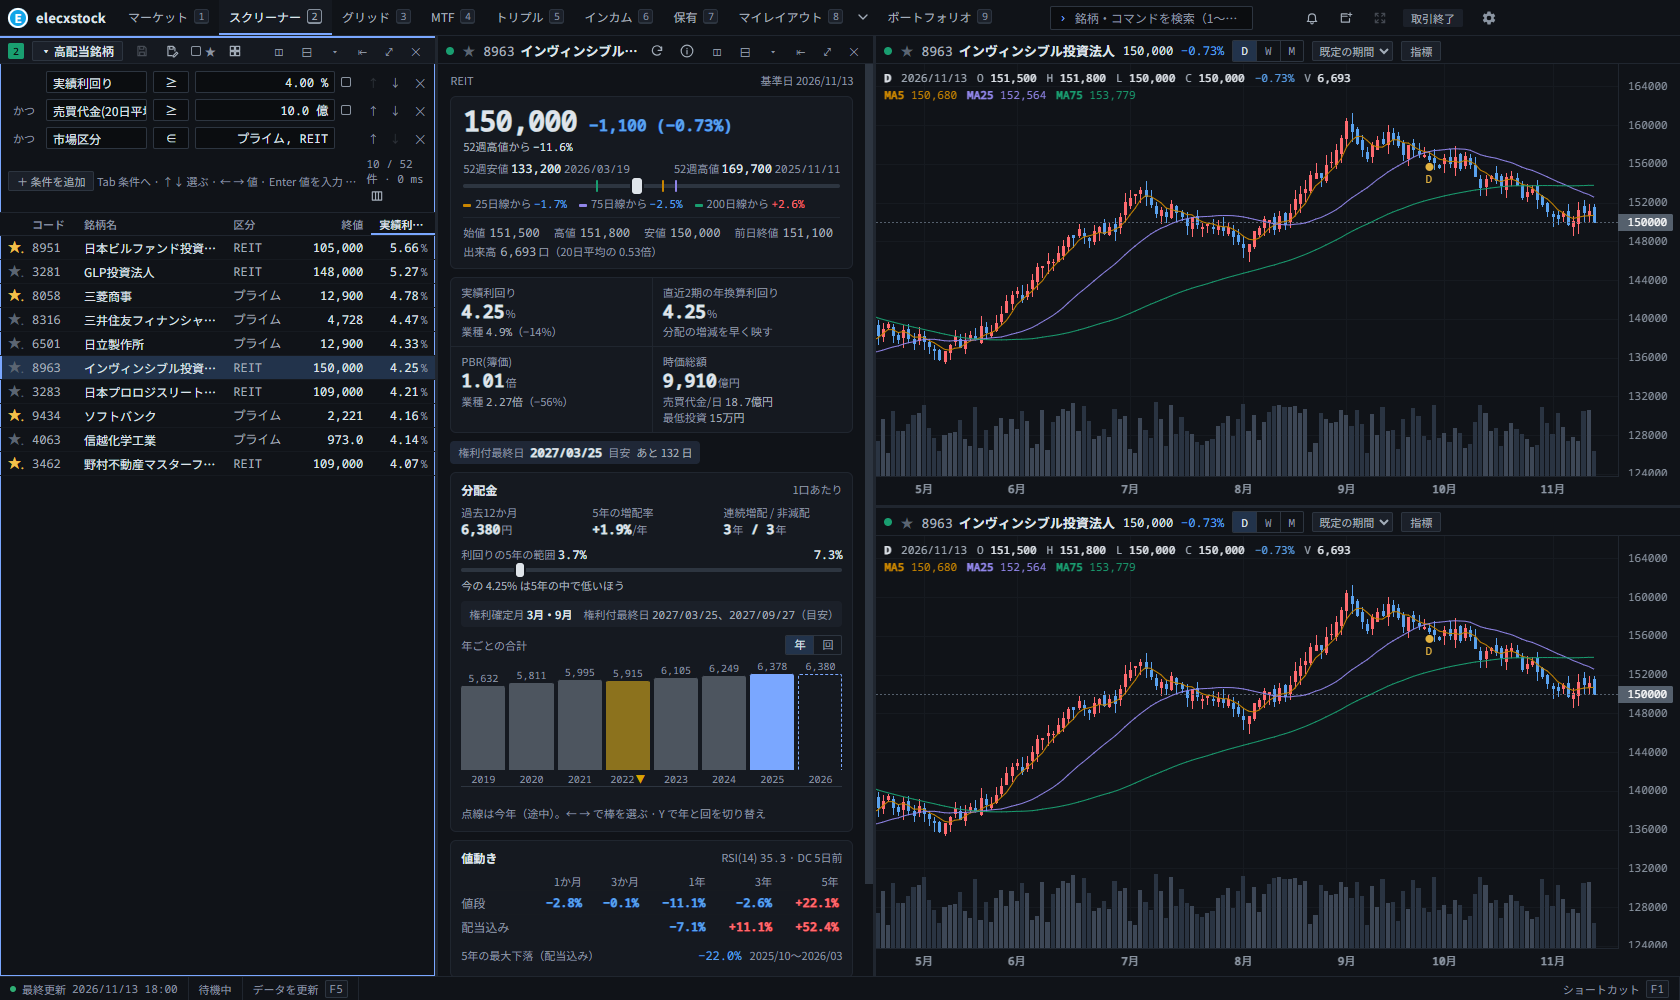 elecxstock マーケット 1 スクリーナー 2 グリッド 3 MTF 4 トリプル 5 インカム 6 保有 7 マイレイアウト 8 ポートフォリオ 9 › 銘柄・コマンドを検索（1〜… 取引終了
2 高配当銘柄
実績利回り ≥ 4.00 % ↑ ↓ ×
かつ 売買代金(20日平均 ≥ 10.0 億 ↑ ↓ ×
かつ 市場区分 ∈ プライム, REIT ↑ ↓ ×
＋条件を追加 Tab 条件へ · ↑ ↓ 選ぶ · ← → 値 · Enter 値を入力 …
10 / 52 件 · 0 ms
コード 銘柄名 区分 終値 実績利…
8951 日本ビルファンド投資… REIT 105,000 5.66%
3281 GLP投資法人 REIT 148,000 5.27%
8058 三菱商事 プライム 12,900 4.78%
8316 三井住友フィナンシャ… プライム 4,728 4.47%
6501 日立製作所 プライム 12,900 4.33%
8963 インヴィンシブル投資… REIT 150,000 4.25%
3283 日本プロロジスリート… REIT 109,000 4.21%
9434 ソフトバンク プライム 2,221 4.16%
4063 信越化学工業 プライム 973.0 4.14%
3462 野村不動産マスターフ… REIT 109,000 4.07%
8963 インヴィンシブル…
REIT 基準日 2026/11/13
150,000 −1,100 (−0.73%)
52週高値から −11.6%
52週安値 133,200 2026/03/19 52週高値 169,700 2025/11/11
25日線から −1.7% 75日線から −2.5% 200日線から +2.6%
始値 151,500 高値 151,800 安値 150,000 前日終値 151,100
出来高 6,693 口（20日平均の 0.53倍）
実績利回り
4.25%
業種 4.9%（−14%）
直近2期の年換算利回り
4.25%
分配の増減を早く映す
PBR(簿価)
1.01倍
業種 2.27倍（−56%）
時価総額
9,910億円
売買代金/日 18.7億円
最低投資 15万円
権利付最終日 2027/03/25 目安 あと 132 日
分配金 1口あたり
過去12か月 5年の増配率 連続増配 / 非減配
6,380円 +1.9%/年 3年 / 3年
利回りの5年の範囲 3.7% 7.3%
今の 4.25% は5年の中で低いほう
権利確定月 3月・9月 権利付最終日 2027/03/25、2027/09/27（目安）
年ごとの合計 年 回
5,632 5,811 5,995 5,915 6,105 6,249 6,378 6,380
2019 2020 2021 2022▼ 2023 2024 2025 2026
点線は今年（途中）。← → で棒を選ぶ · Y で年と回を切り替え
値動き RSI(14) 35.3 · DC 5日前
1か月 3か月 1年 3年 5年
値段 −2.8% −0.1% −11.1% −2.6% +22.1%
配当込み −7.1% +11.1% +52.4%
5年の最大下落（配当込み） −22.0% 2025/10〜2026/03
8963 インヴィンシブル投資法人 150,000 −0.73% D W M 既定の期間 指標
D 2026/11/13 O 151,500 H 151,800 L 150,000 C 150,000 −0.73% V 6,693
MA5 150,680 MA25 152,564 MA75 153,779
D
164000
160000
156000
152000
150000
148000
144000
140000
136000
132000
128000
124000
5月 6月 7月 8月 9月 10月 11月
8963 インヴィンシブル投資法人 150,000 −0.73% D W M 既定の期間 指標
D 2026/11/13 O 151,500 H 151,800 L 150,000 C 150,000 −0.73% V 6,693
MA5 150,680 MA25 152,564 MA75 153,779
D
164000
160000
156000
152000
150000
148000
144000
140000
136000
132000
128000
124000
5月 6月 7月 8月 9月 10月 11月
最終更新 2026/11/13 18:00 待機中 データを更新 F5 ショートカット F1